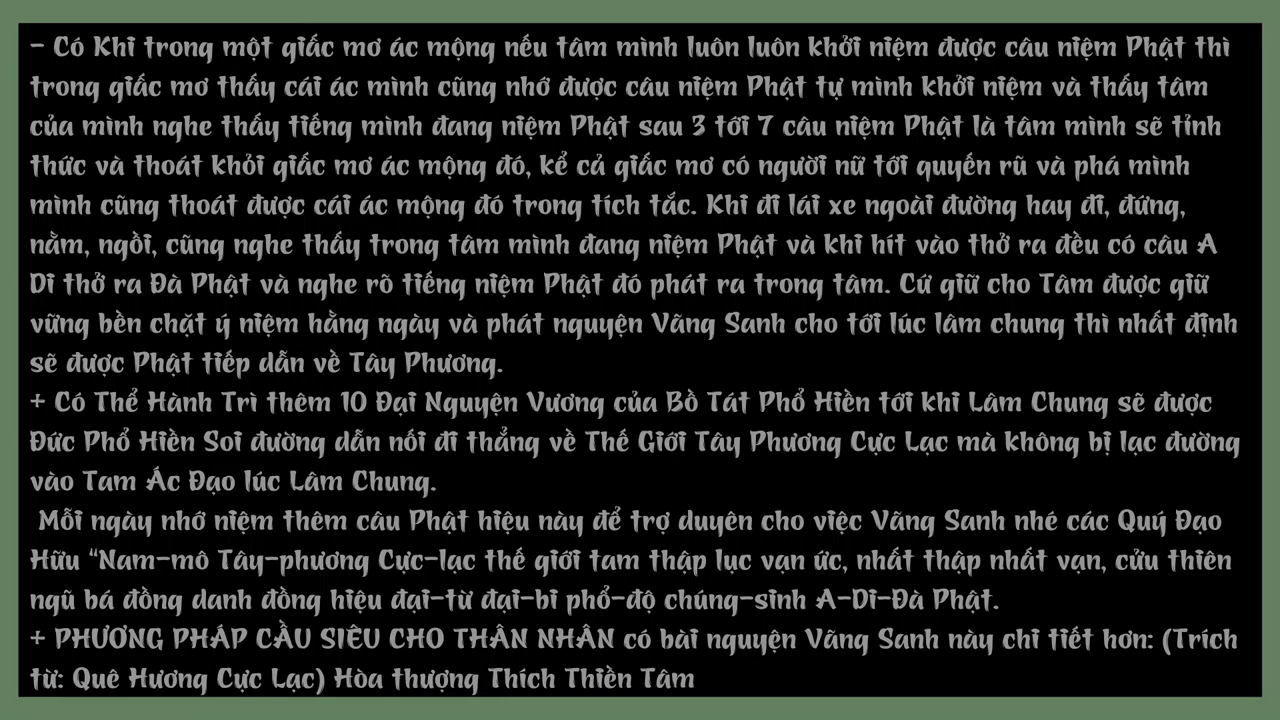 - Có Khi trong một giấc mơ ác mộng nếu tâm mình luôn luôn khởi niệm được câu niệm Phật thì
trong giấc mơ thấy cái ác mình cũng nhớ được câu niệm Phật tự mình khởi niệm và thấy tâm
của mình nghe thấy tiếng mình đang niệm Phật sau 3 tới 7 câu niệm Phật là tâm mình sẽ tỉnh
thức và thoát khỏi giấc mơ ác mộng đó, kể cả giấc mơ có người nữ tới quyến rũ và phá mình
mình cũng thoát được cái ác mộng đó trong tích tắc. Khi đi lái xe ngoài đường hay đi, đứng,
nằm, ngồi, cũng nghe thấy trong tâm mình đang niệm Phật và khi hít vào thở ra đều có câu A
Di thở ra Đà Phật và nghe rõ tiếng niệm Phật đó phát ra trong tâm. Cứ giữ cho Tâm được giữ
vững bền chặt ý niệm hằng ngày và phát nguyện Vãng Sanh cho tới lúc lâm chung thì nhất định
sẽ được Phật tiếp dẫn về Tây Phương.
+ Có Thể Hành Trì thêm 10 Đại Nguyện Vương của Bồ Tát Phổ Hiền tới khi Lâm Chung sẽ được
Đức Phổ Hiền Soi đường dẫn nối đi thẳng về Thế Giới Tây Phương Cực Lạc mà không bị lạc đường
vào Tam Ác Đạo lúc Lâm Chung.
Mỗi ngày nhớ niệm thêm câu Phật hiệu này để trợ duyên cho việc Vãng Sanh nhé các Quý Đạo
Hữu "Nam-mô Tây-phương Cực-lạc thế giới tam thập lục vạn ức, nhất thập nhất vạn, cửu thiên
ngũ bá đồng danh đồng hiệu đại-từ đại-bi phổ-độ chúng-sinh A-Di-Đà Phật.
+ PHƯƠNG PHÁP CẦU SIÊU CHO THÂN NHÂN có bài nguyện Vãng Sanh này chi tiết hơn: (Trích
từ: Quê Hương Cực Lạc) Hòa thượng Thích Thiền Tâm